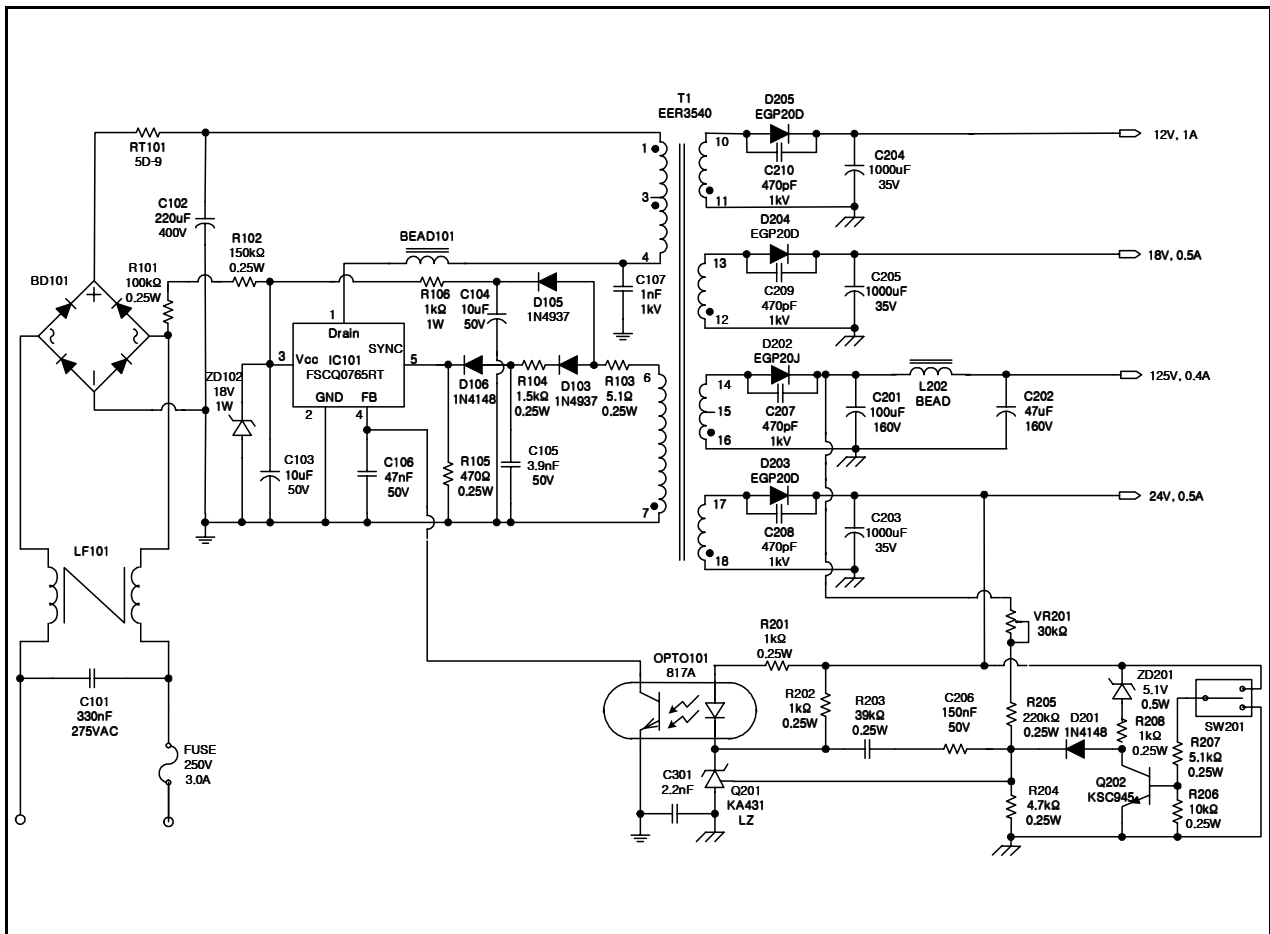 T1
EER3540
D205
EGP20D
12V, 1A
RT101
5D-9
1
3
4
10
11
C210
470pF
1kV
C204
1000uF
35V
C102
220uF
400V
R102
150kΩ
0.25W
BEAD101
D204
EGP20D
18V, 0.5A
BD101
R101
100kΩ
0.25W
R106
1kΩ
1W
C104
10uF
50V
D105
1N4937
C107
1nF
1kV
13
12
C209
470pF
1kV
C205
1000uF
35V
1
Drain
SYNC
3
Vcc
IC101
FSCQ0765RT
5
GND
FB
2
4
ZD102
18V
1W
D106
1N4148
R104
1.5kΩ
0.25W
D103
1N4937
R103
5.1Ω
0.25W
6
7
D202
EGP20J
125V, 0.4A
14
15
16
C207
470pF
1kV
C201
100uF
160V
L202
BEAD
C202
47uF
160V
C103
10uF
50V
C106
47nF
50V
R105
470Ω
0.25W
C105
3.9nF
50V
D203
EGP20D
24V, 0.5A
17
18
C208
470pF
1kV
C203
1000uF
35V
LF101
C101
330nF
275VAC
FUSE
250V
3.0A
VR201
30kΩ
R201
1kΩ
0.25W
OPTO101
817A
R202
1kΩ
0.25W
R203
39kΩ
0.25W
C206
150nF
50V
R205
220kΩ
0.25W
D201
1N4148
ZD201
5.1V
0.5W
R208
1kΩ
0.25W
SW201
R207
5.1kΩ
0.25W
C301
2.2nF
Q201
KA431
LZ
R204
4.7kΩ
0.25W
Q202
KSC945
R206
10kΩ
0.25W